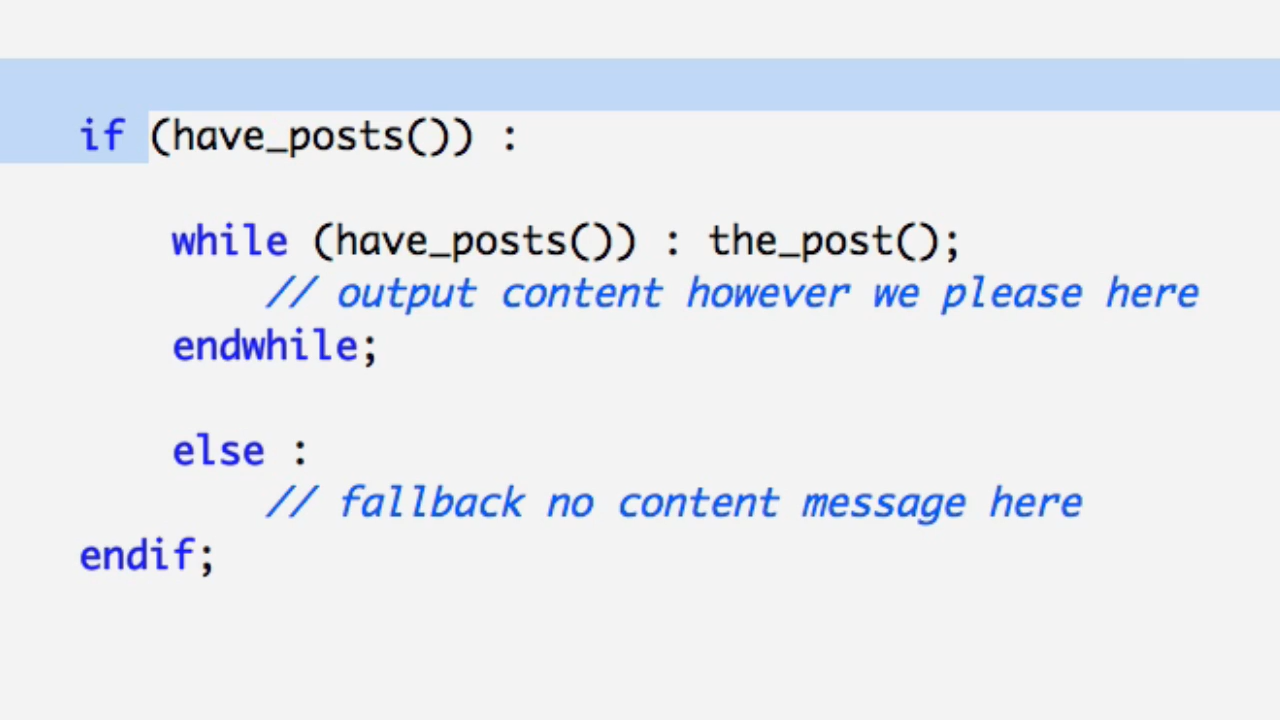 if (have_posts()) :
while (have_posts()) : the_post();
// output content however we please here
endwhile;
else :
// fallback no content message here
endif;